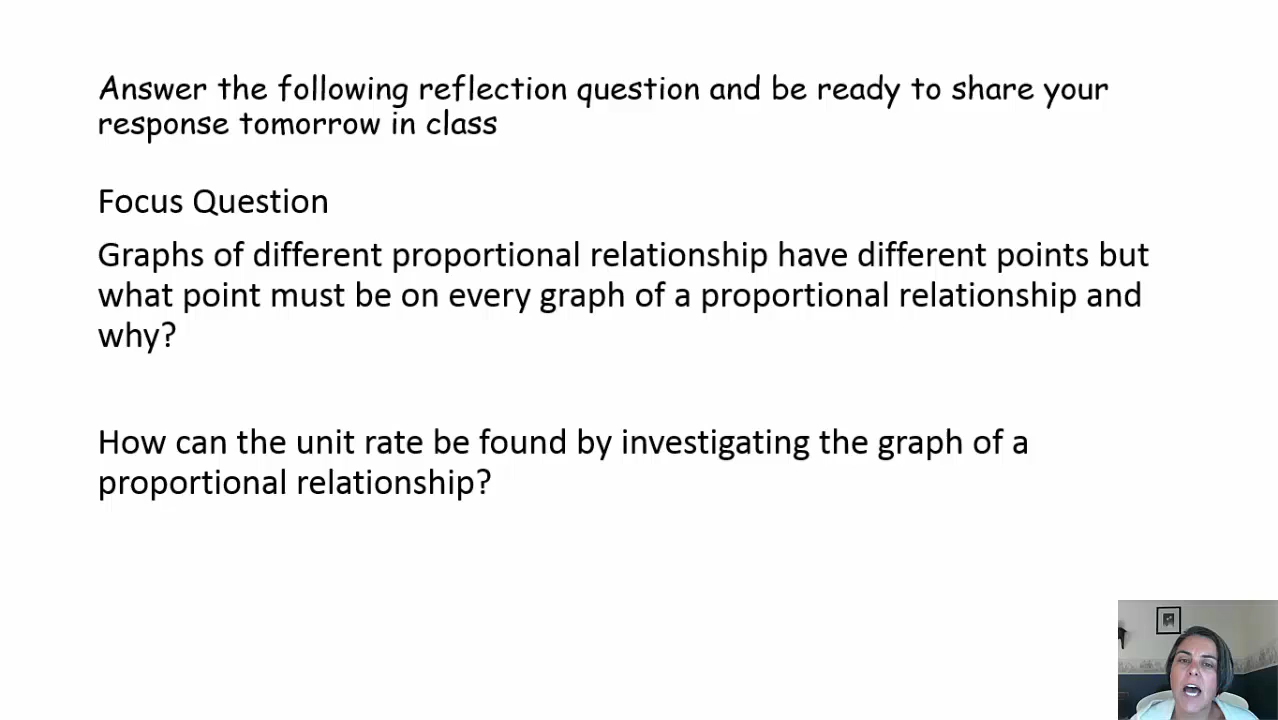 Answer the following reflection question and be ready to share your
response tomorrow in class
Focus Question
Graphs of different proportional relationship have different points but
what point must be on every graph of a proportional relationship and
why?
How can the unit rate be found by investigating the graph of a
proportional relationship?